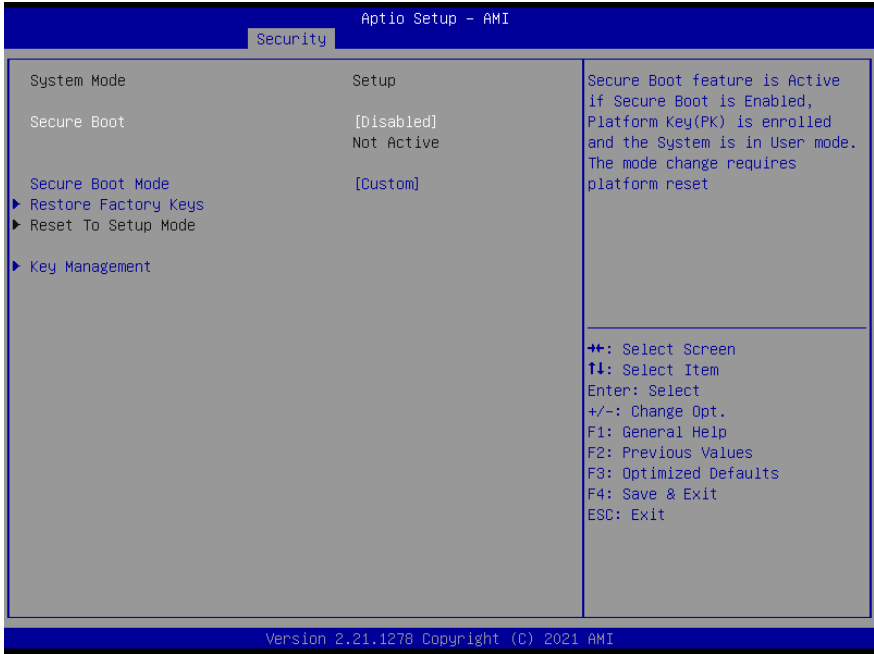 Aptio Setup – AMI
Security
System Mode Setup
Secure Boot [Disabled]
Not Active
Secure Boot Mode [Custom]
▶ Restore Factory Keys
▶ Reset To Setup Mode
▶ Key Management
Secure Boot feature is Active
if Secure Boot is Enabled,
Platform Key(PK) is enrolled
and the System is in User mode.
The mode change requires
platform reset
→←: Select Screen
↑↓: Select Item
Enter: Select
+/-: Change Opt.
F1: General Help
F2: Previous Values
F3: Optimized Defaults
F4: Save & Exit
ESC: Exit
Version 2.21.1278 Copyright (C) 2021 AMI